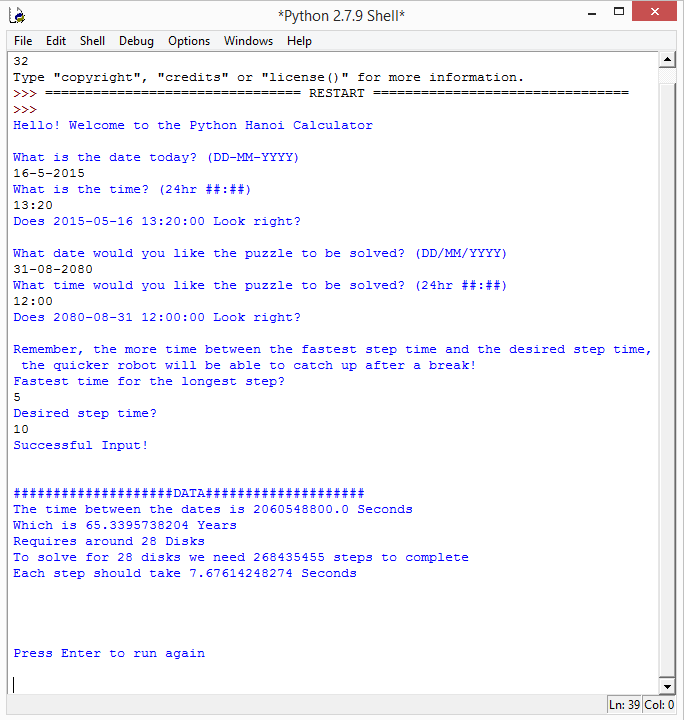 *Python 2.7.9 Shell*
File Edit Shell Debug Options Windows Help
32
Type "copyright", "credits" or "license()" for more information.
>>> ================================ RESTART ================================
>>>
Hello! Welcome to the Python Hanoi Calculator
What is the date today? (DD-MM-YYYY)
16-5-2015
What is the time? (24hr ##:##)
13:20
Does 2015-05-16 13:20:00 Look right?
What date would you like the puzzle to be solved? (DD/MM/YYYY)
31-08-2080
What time would you like the puzzle to be solved? (24hr ##:##)
12:00
Does 2080-08-31 12:00:00 Look right?
Remember, the more time between the fastest step time and the desired step time,
the quicker robot will be able to catch up after a break!
Fastest time for the longest step?
5
Desired step time?
10
Successful Input!
####################DATA####################
The time between the dates is 2060548800.0 Seconds
Which is 65.3395738204 Years
Requires around 28 Disks
To solve for 28 disks we need 268435455 steps to complete
Each step should take 7.67614248274 Seconds
Press Enter to run again
Ln: 39 Col: 0